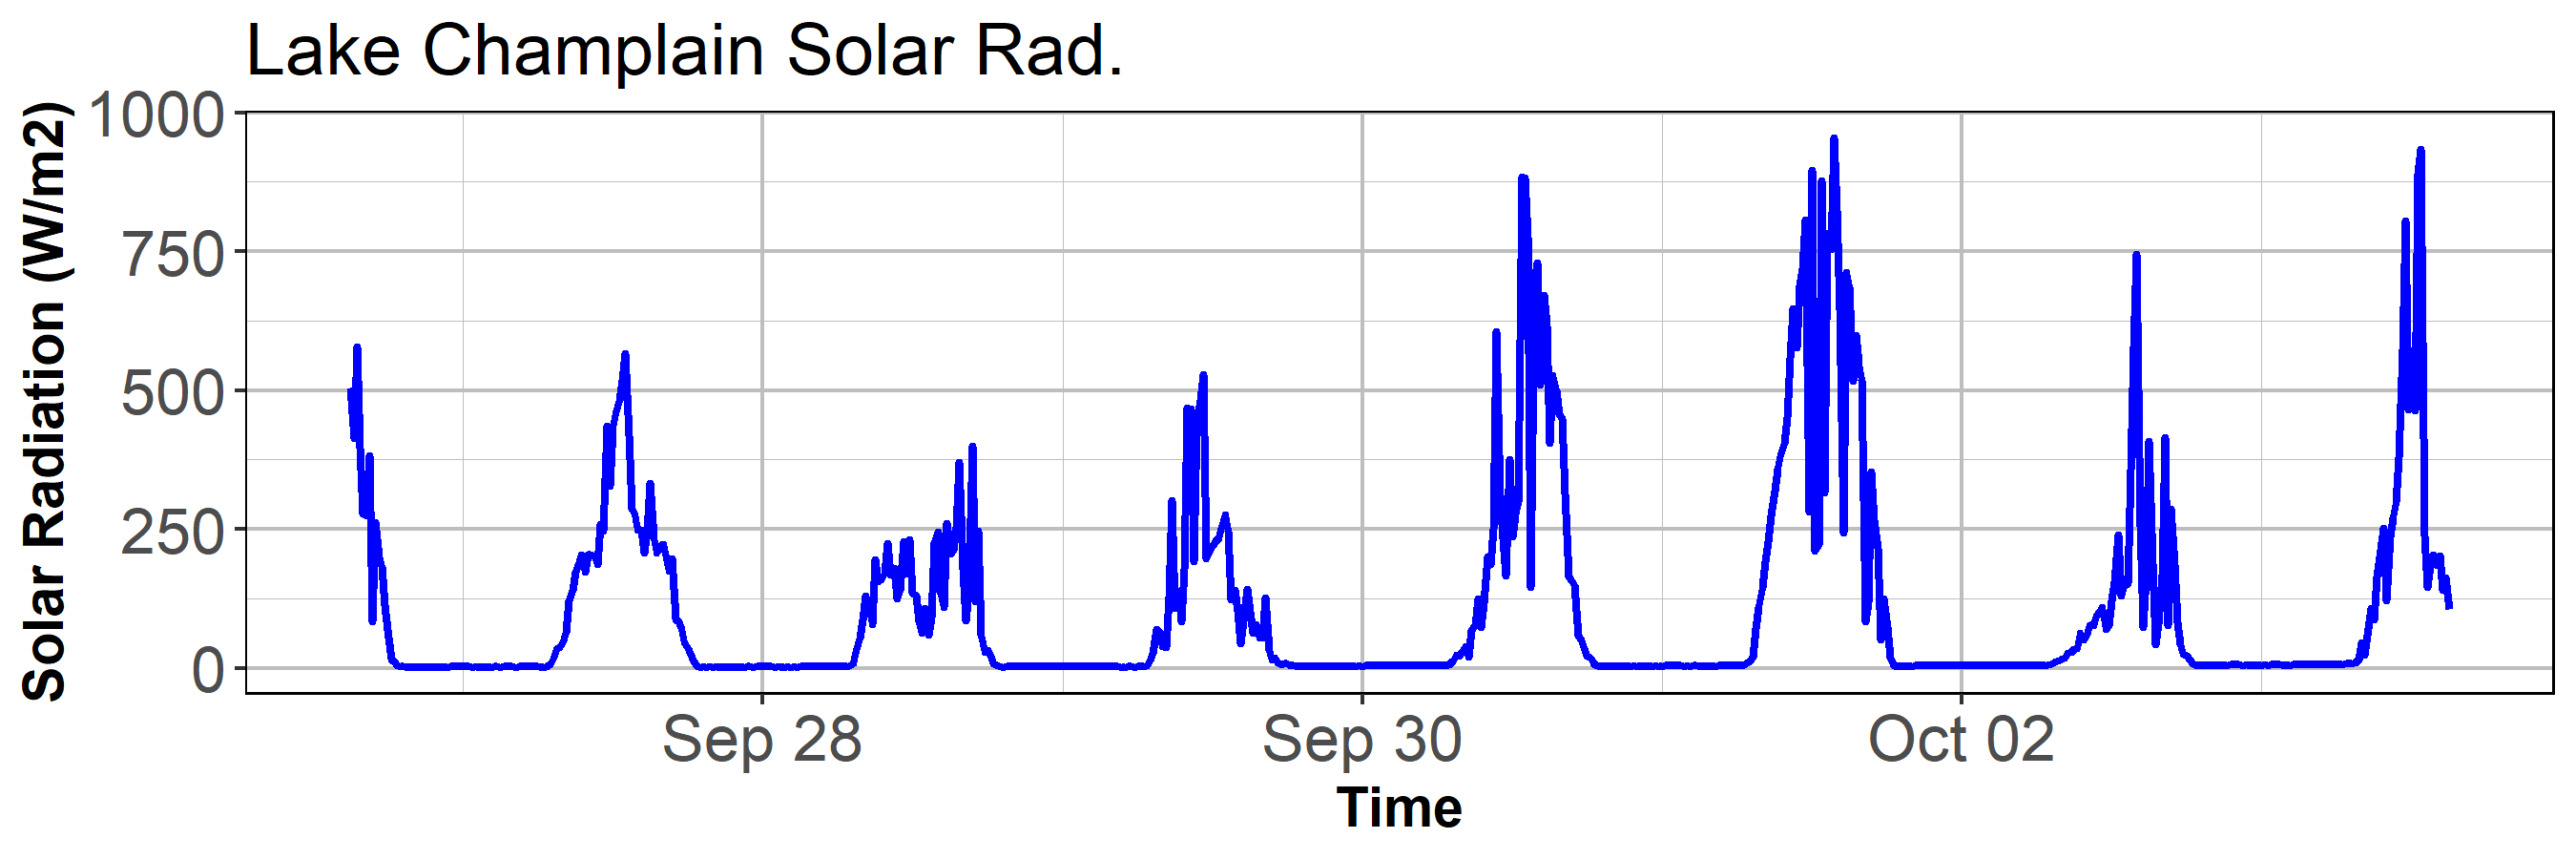 Lake Champlain Solar Rad.
Solar Radiation (W/m2)
1000
750
500
250
0
Sep 28
Sep 30
Oct 02
Time